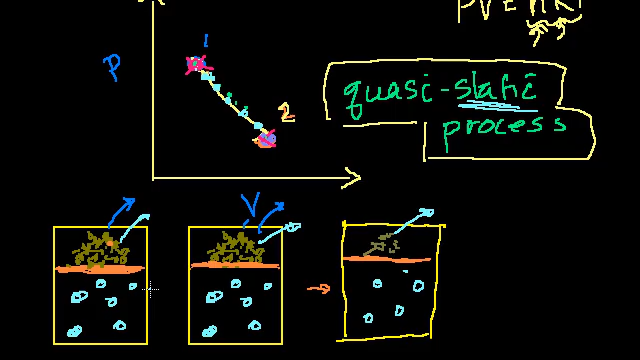 PV = nRT
P
1
2
quasi-static
process
V